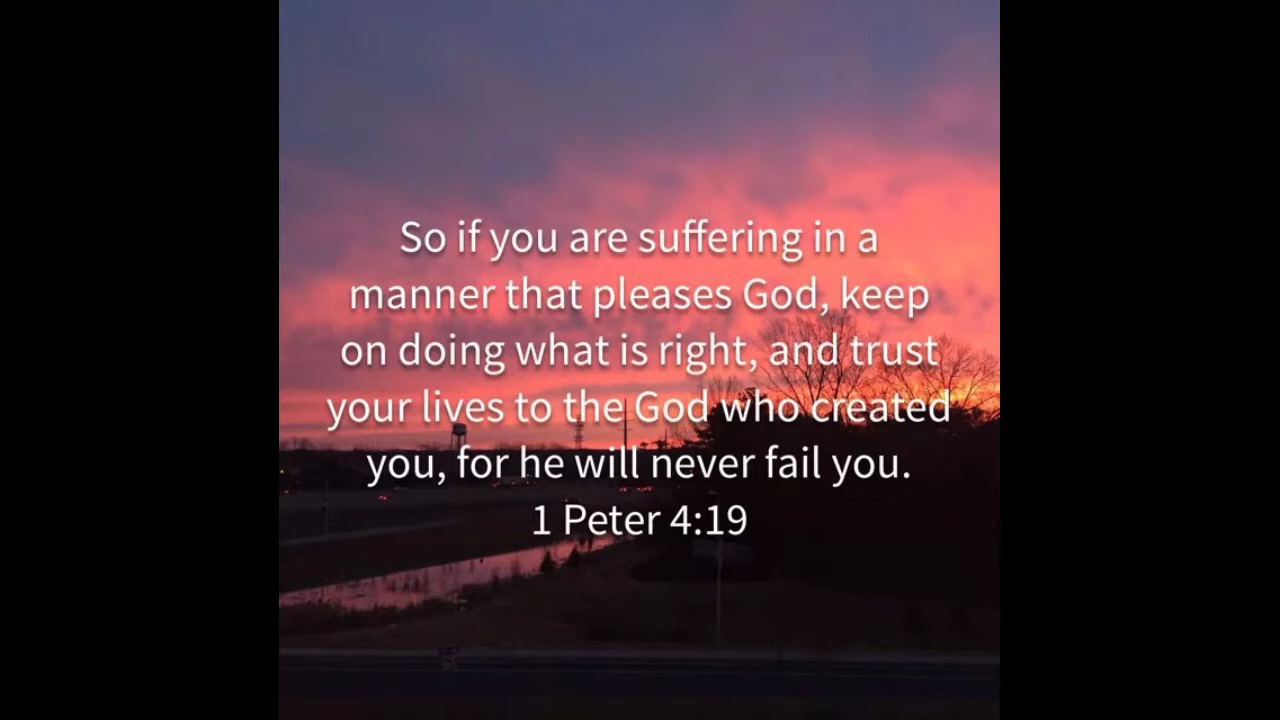 So if you are suffering in a
manner that pleases God, keep
on doing what is right, and trust
your lives to the God who created
you, for he will never fail you.
1 Peter 4:19